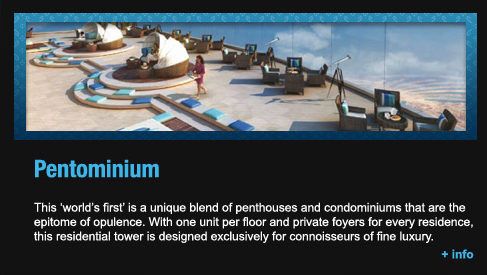 Pentominium
This 'world's first' is a unique blend of penthouses and condominiums that are the
epitome of opulence. With one unit per floor and private foyers for every residence,
this residential tower is designed exclusively for connoisseurs of fine luxury.
+ info